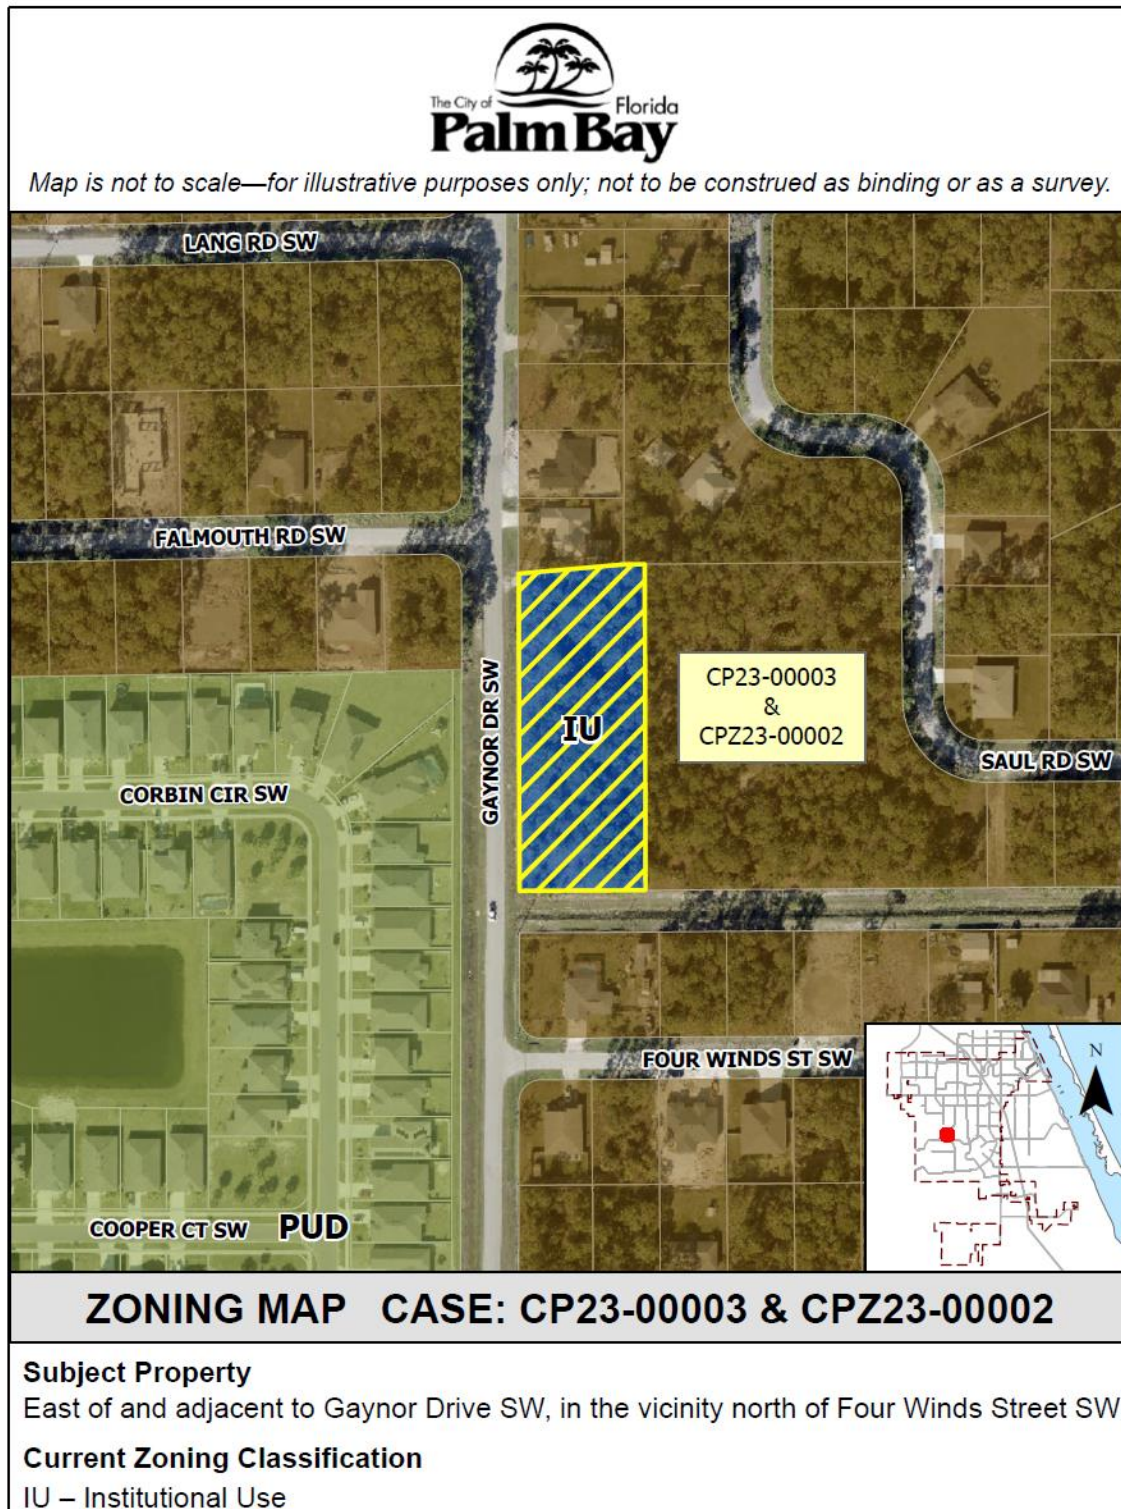 The City of
Florida
Palm Bay
Map is not to scale—for illustrative purposes only; not to be construed as binding or as a survey.
LANG RD SW
FALMOUTH RD SW
GAYNOR DR SW
CP23-00003
&
CPZ23-00002
IU
SAUL RD SW
CORBIN CIR SW
FOUR WINDS ST SW
N
COOPER CT SW
PUD
ZONING MAP CASE: CP23-00003 & CPZ23-00002
Subject Property
East of and adjacent to Gaynor Drive SW, in the vicinity north of Four Winds Street SW
Current Zoning Classification
IU – Institutional Use